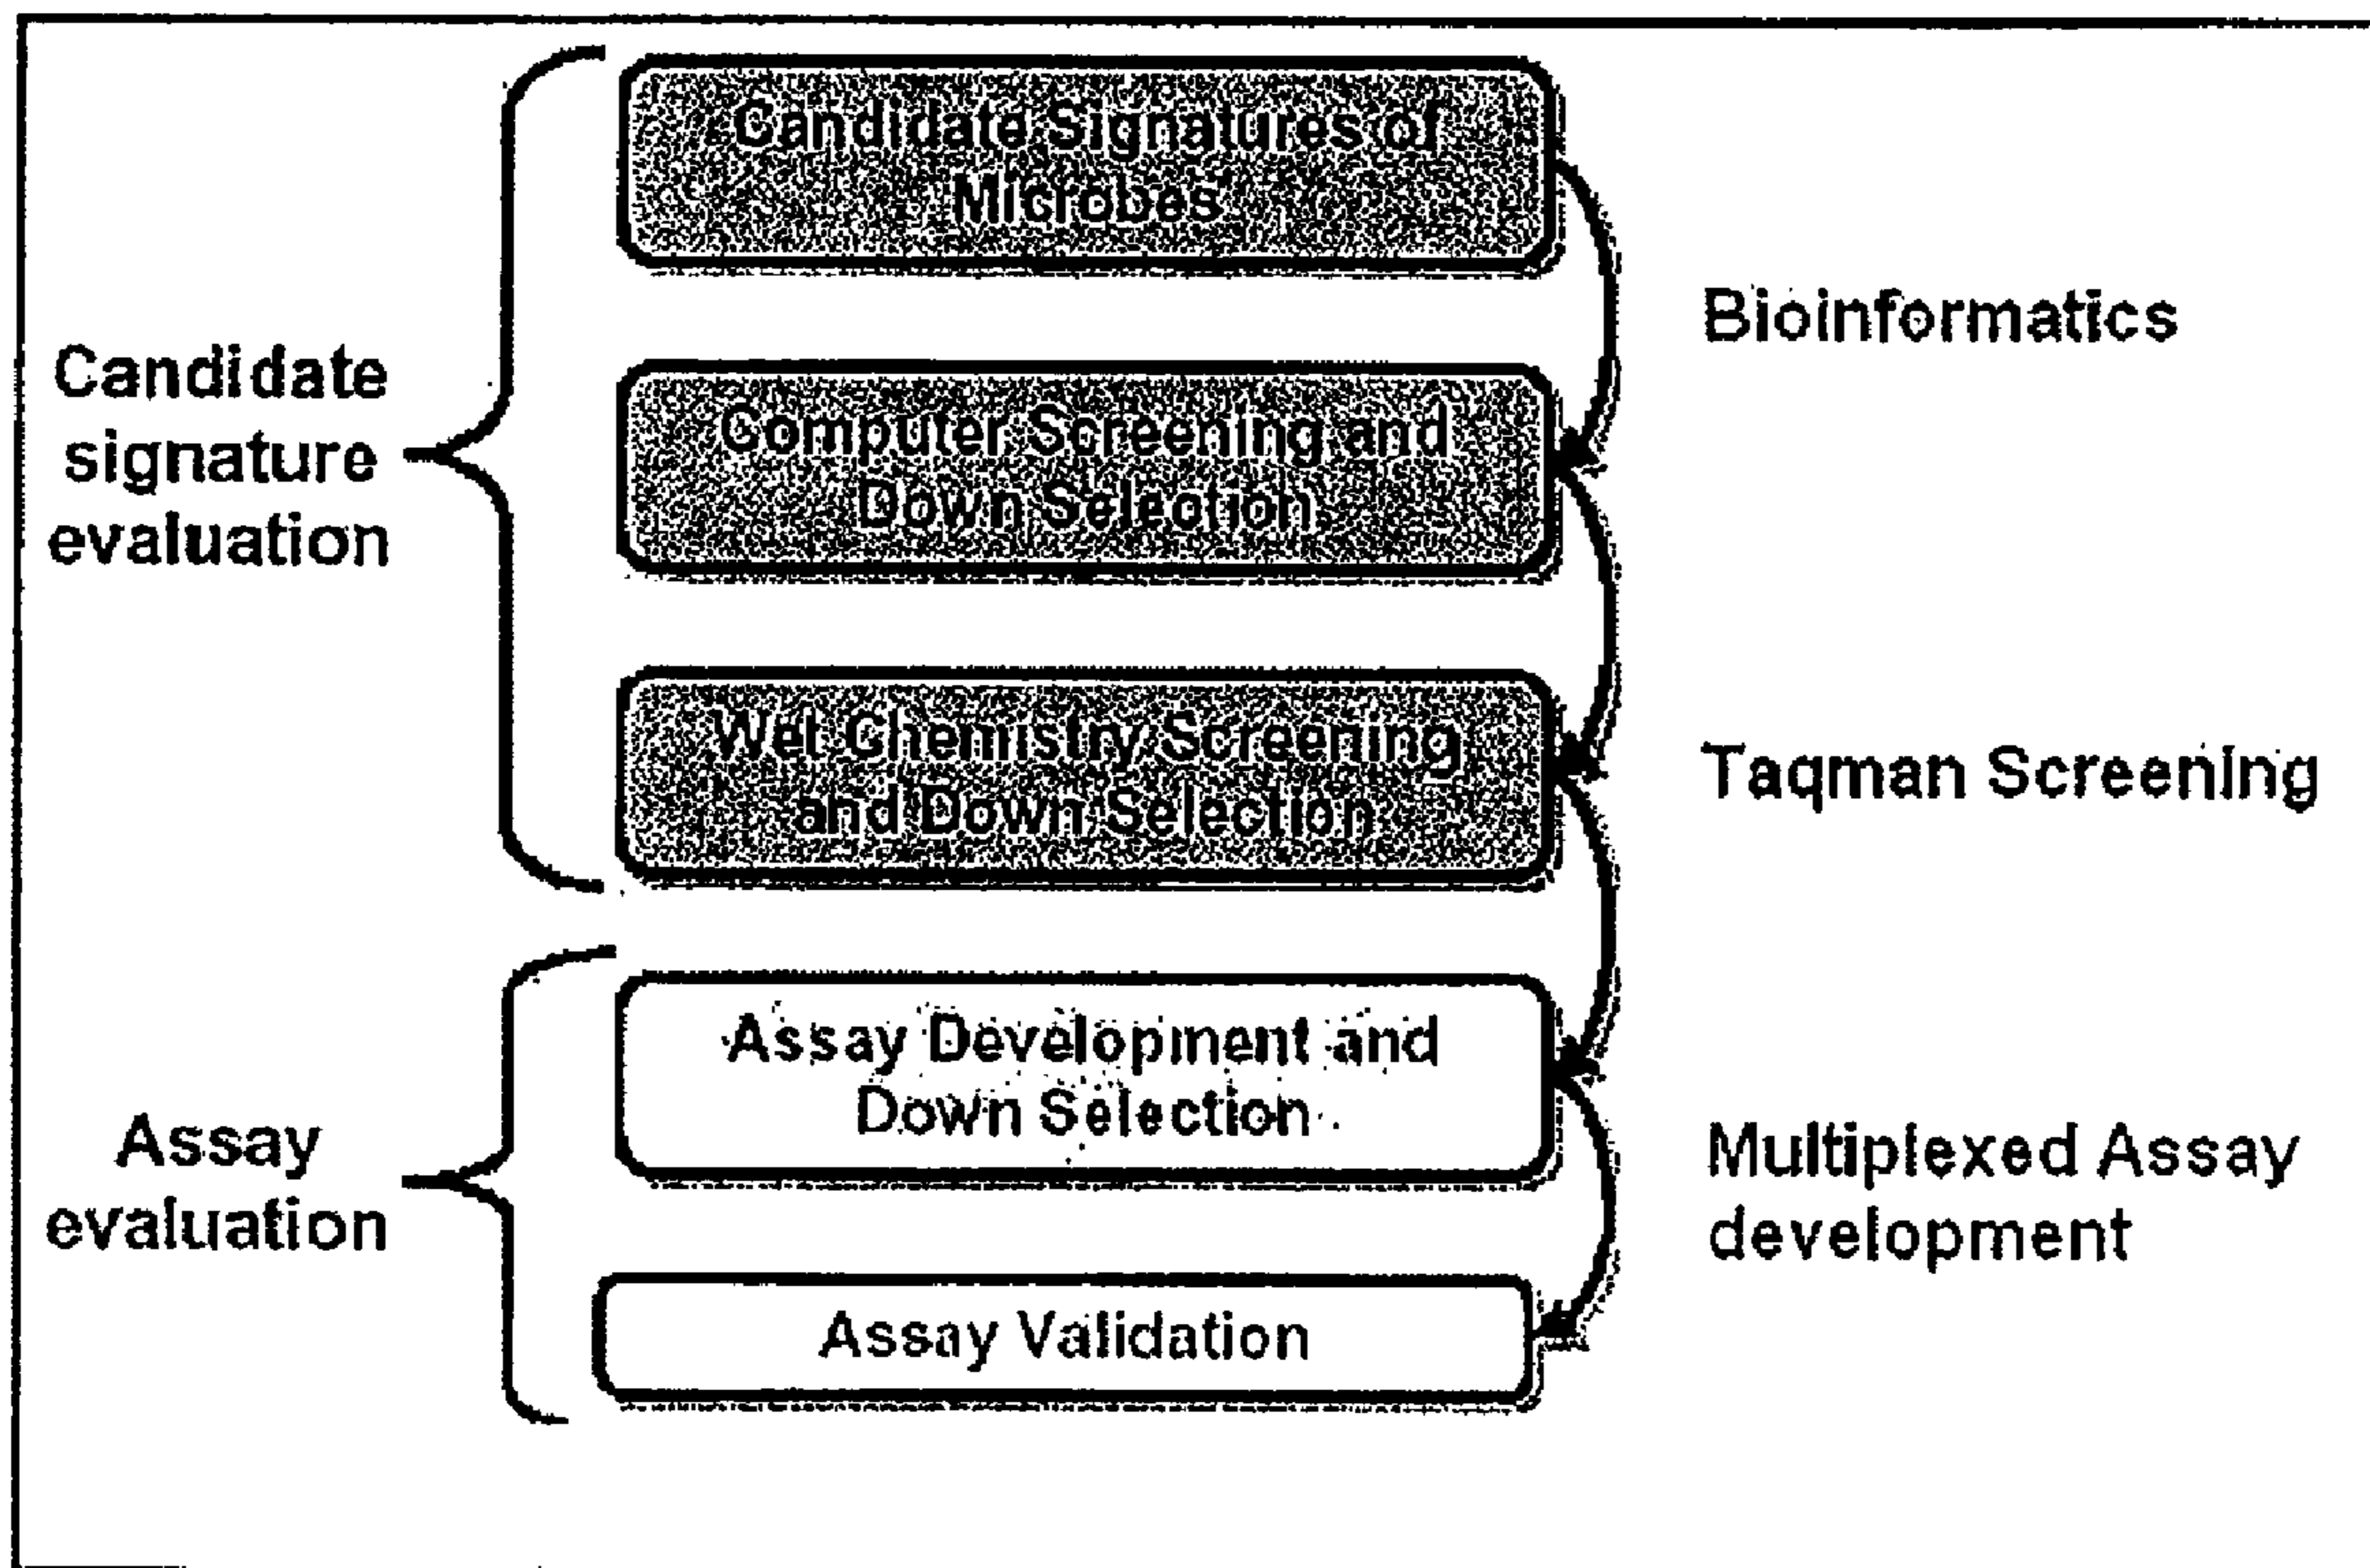 Candidate Signatures of
Microbes
Bioinformatics
Candidate
signature
evaluation
Computer Screening and
Down Selection
Wet Chemistry Screening
and Down Selection
Taqman Screening
Assay Development and
Down Selection
Assay
evaluation
Multiplexed Assay
development
Assay Validation